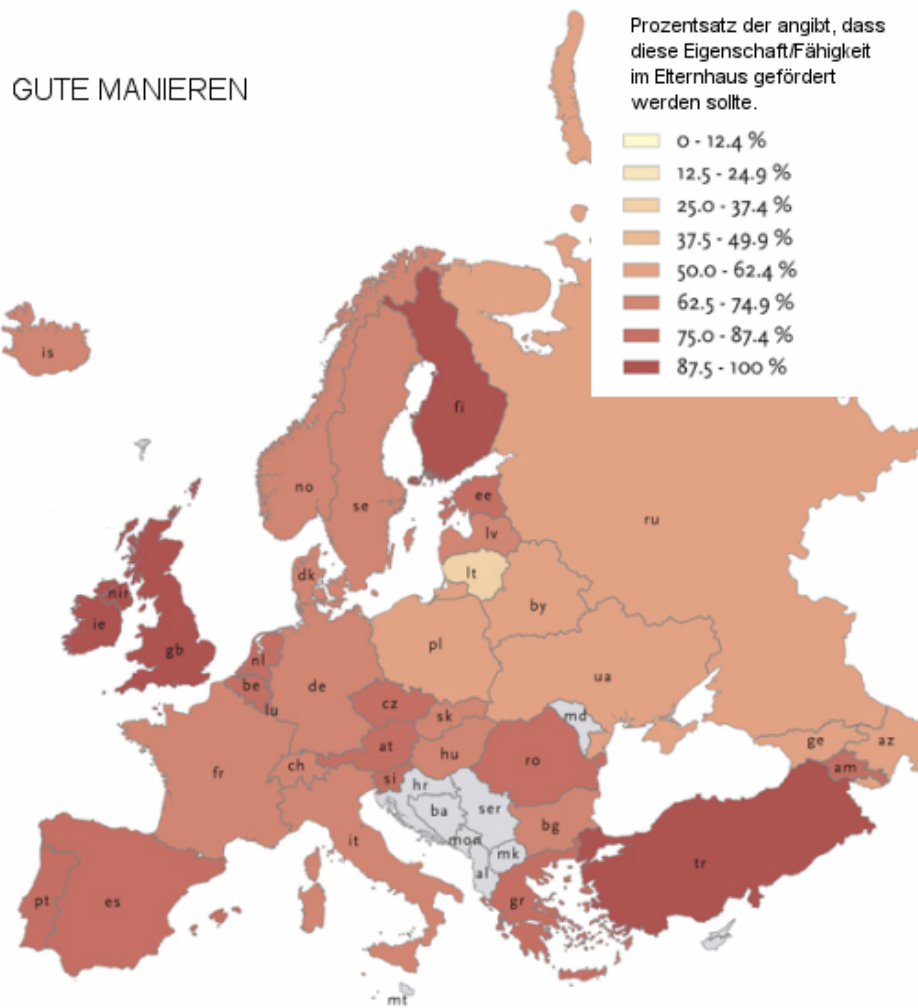 GUTE MANIEREN
Prozentsatz der angibt, dass
diese Eigenschaft/Fähigkeit
im Elternhaus gefördert
werden sollte.
0 - 12.4 %
12.5 - 24.9 %
25.0 - 37.4 %
37.5 - 49.9 %
50.0 - 62.4 %
62.5 - 74.9 %
75.0 - 87.4 %
87.5 - 100 %
is
fi
no
se
ee
ru
lv
lt
dk
nir
ie
gb
by
pl
nl
be
de
ua
lu
cz
sk
md
fr
ch
at
hu
ro
ge
az
am
si
hr
ba
ser
bg
it
mon
mk
al
tr
pt
es
gr
mt